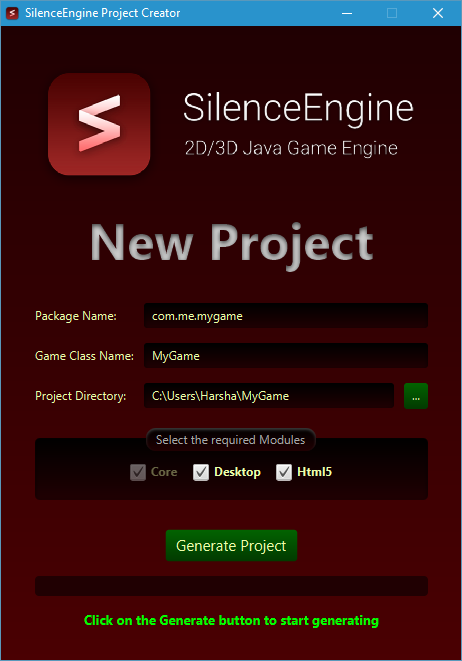 SilenceEngine Project Creator
SilenceEngine
2D/3D Java Game Engine
New Project
Package Name: com.me.mygame
Game Class Name: MyGame
Project Directory: C:\Users\Harsha\MyGame ...
Select the required Modules
Core Desktop Html5
Generate Project
Click on the Generate button to start generating